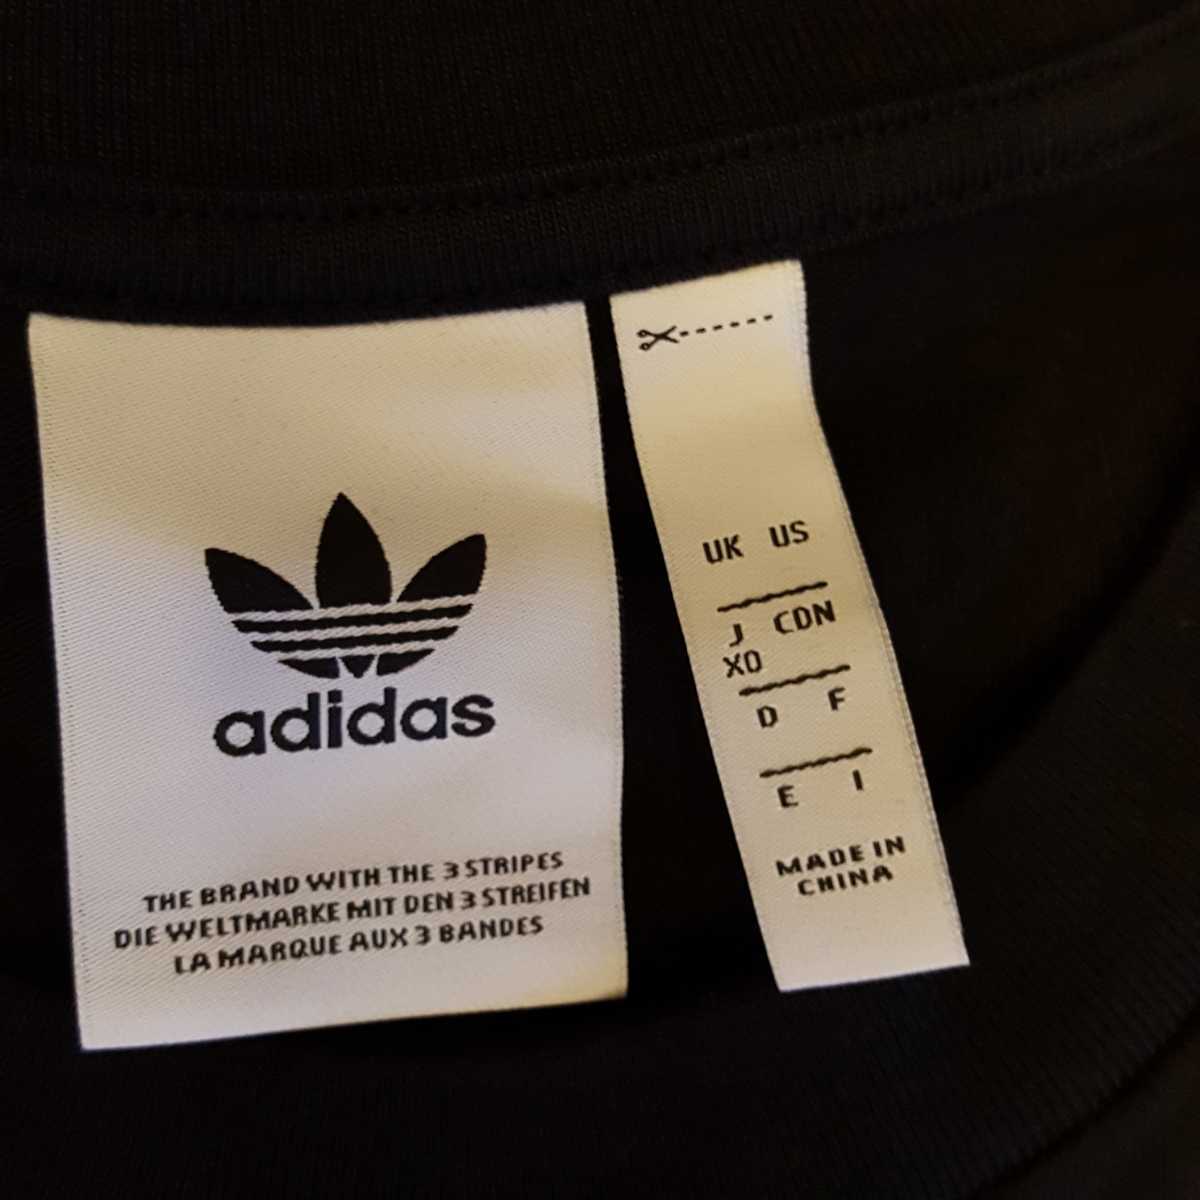 adidas
THE BRAND WITH THE 3 STRIPES
DIE WELTMARKE MIT DEN 3 STREIFEN
LA MARQUE AUX 3 BANDES
UK US
J CDN
XO
D F
E I
MADE IN
CHINA